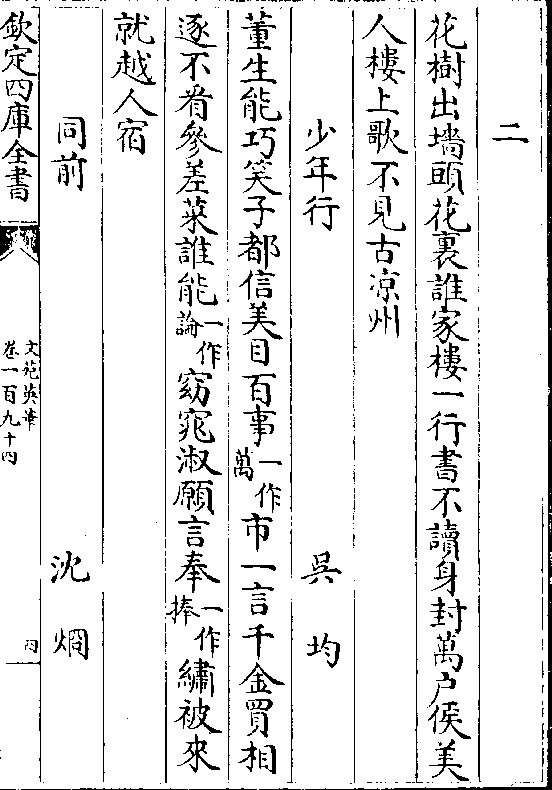 二
花樹出墻頭花裏誰家樓一行書不讀身封萬户侯美
人樓上歌不見古凉州
少年行 吳均
董生能巧笑子都信美目百事一作萬市一言千金買相
逐不看參差菜誰能一作論窈窕淑願言奉一作捧繡被來
就越人宿
同前 沈烱
欽定四庫全書
文苑英華
卷一百九十四
四